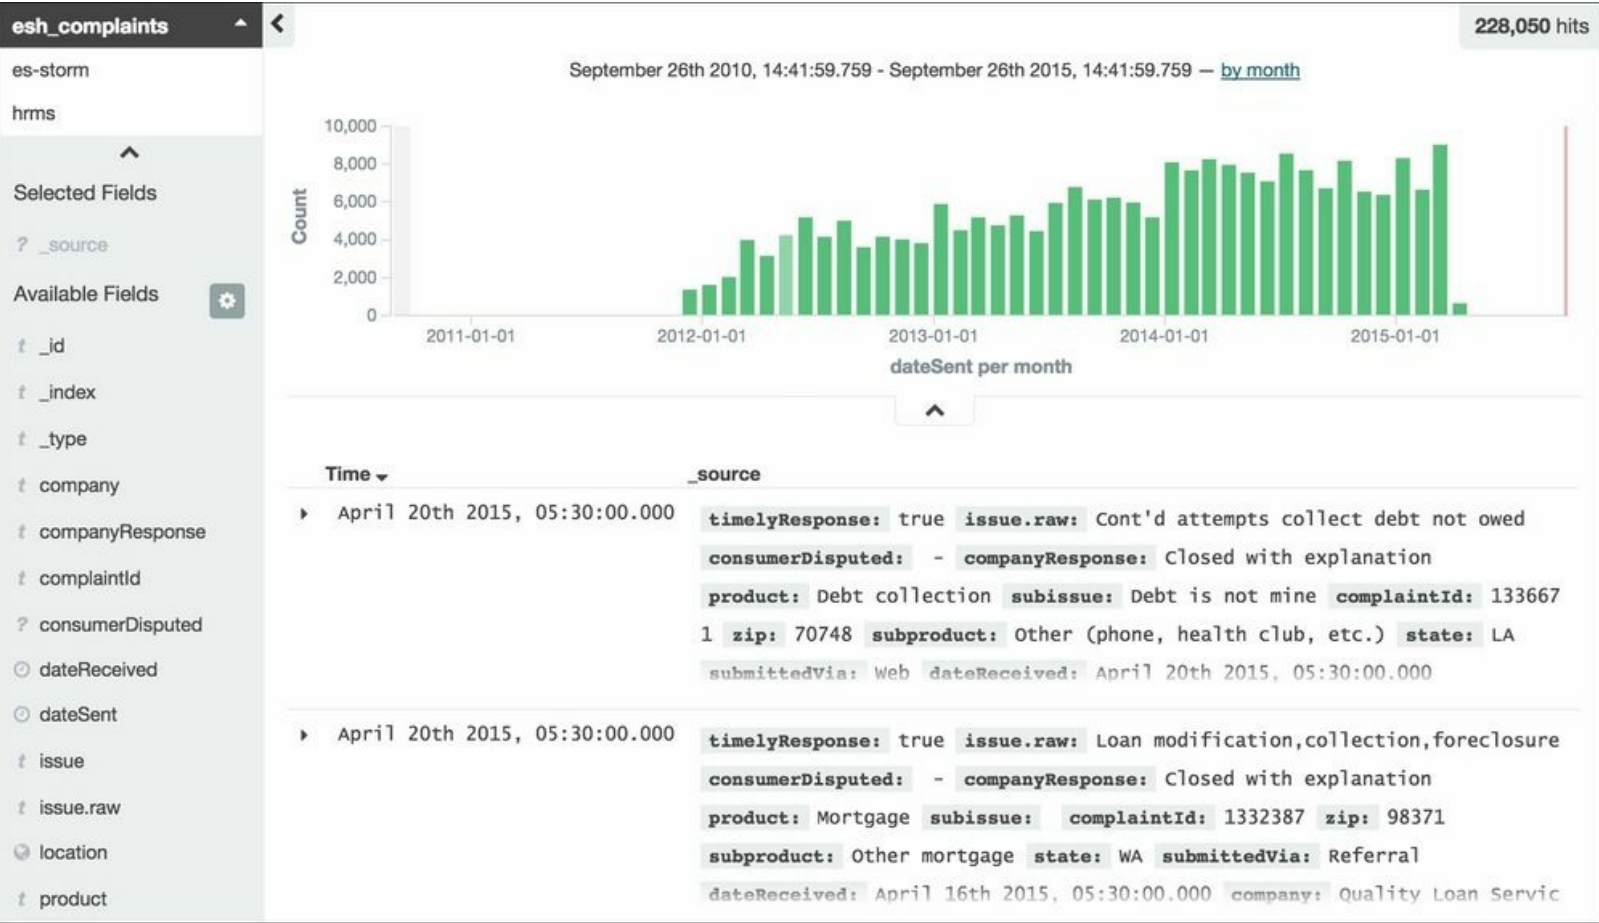 esh_complaints
es-storm
hrms
Selected Fields
? _source
Available Fields
t _id
t _index
t _type
t company
t companyResponse
t complaintId
? consumerDisputed
dateReceived
dateSent
t issue
t issue.raw
location
t product
228,050 hits
September 26th 2010, 14:41:59.759 - September 26th 2015, 14:41:59.759 — by month
Count
10,000
8,000
6,000
4,000
2,000
0
2011-01-01
2012-01-01
2013-01-01
2014-01-01
2015-01-01
dateSent per month
Time
_source
April 20th 2015, 05:30:00.000
timelyResponse: true issue.raw: Cont'd attempts collect debt not owed
consumerDisputed: - companyResponse: Closed with explanation
product: Debt collection subissue: Debt is not mine complaintId: 133667
1 zip: 70748 subproduct: Other (phone, health club, etc.) state: LA
submittedVia: Web dateReceived: April 20th 2015, 05:30:00.000
April 20th 2015, 05:30:00.000
timelyResponse: true issue.raw: Loan modification,collection,foreclosure
consumerDisputed: - companyResponse: Closed with explanation
product: Mortgage subissue: complaintId: 1332387 zip: 98371
subproduct: Other mortgage state: WA submittedVia: Referral
dateReceived: April 16th 2015, 05:30:00.000 company: Quality Loan Servic